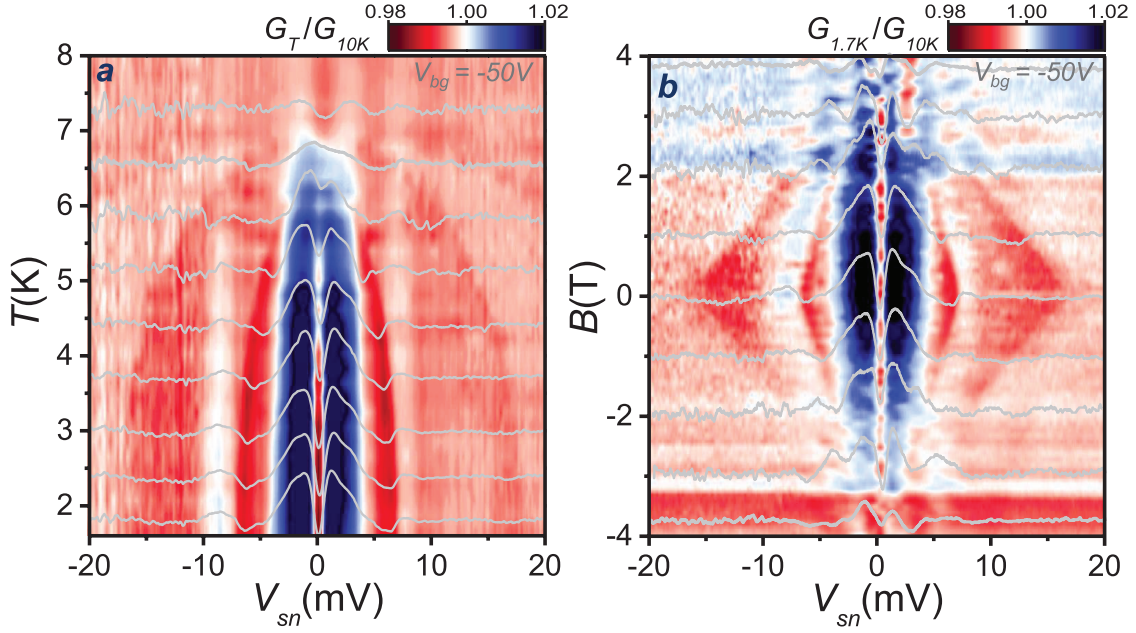 G_T/G_10K
0.98 1.00 1.02
a
V_bg = -50V
8
7
6
5
4
3
2
T(K)
-20 -10 0 10 20
V_sn(mV)
G_1.7K/G_10K
0.98 1.00 1.02
b
V_bg = -50V
4
2
0
-2
-4
B(T)
-20 -10 0 10 20
V_sn(mV)